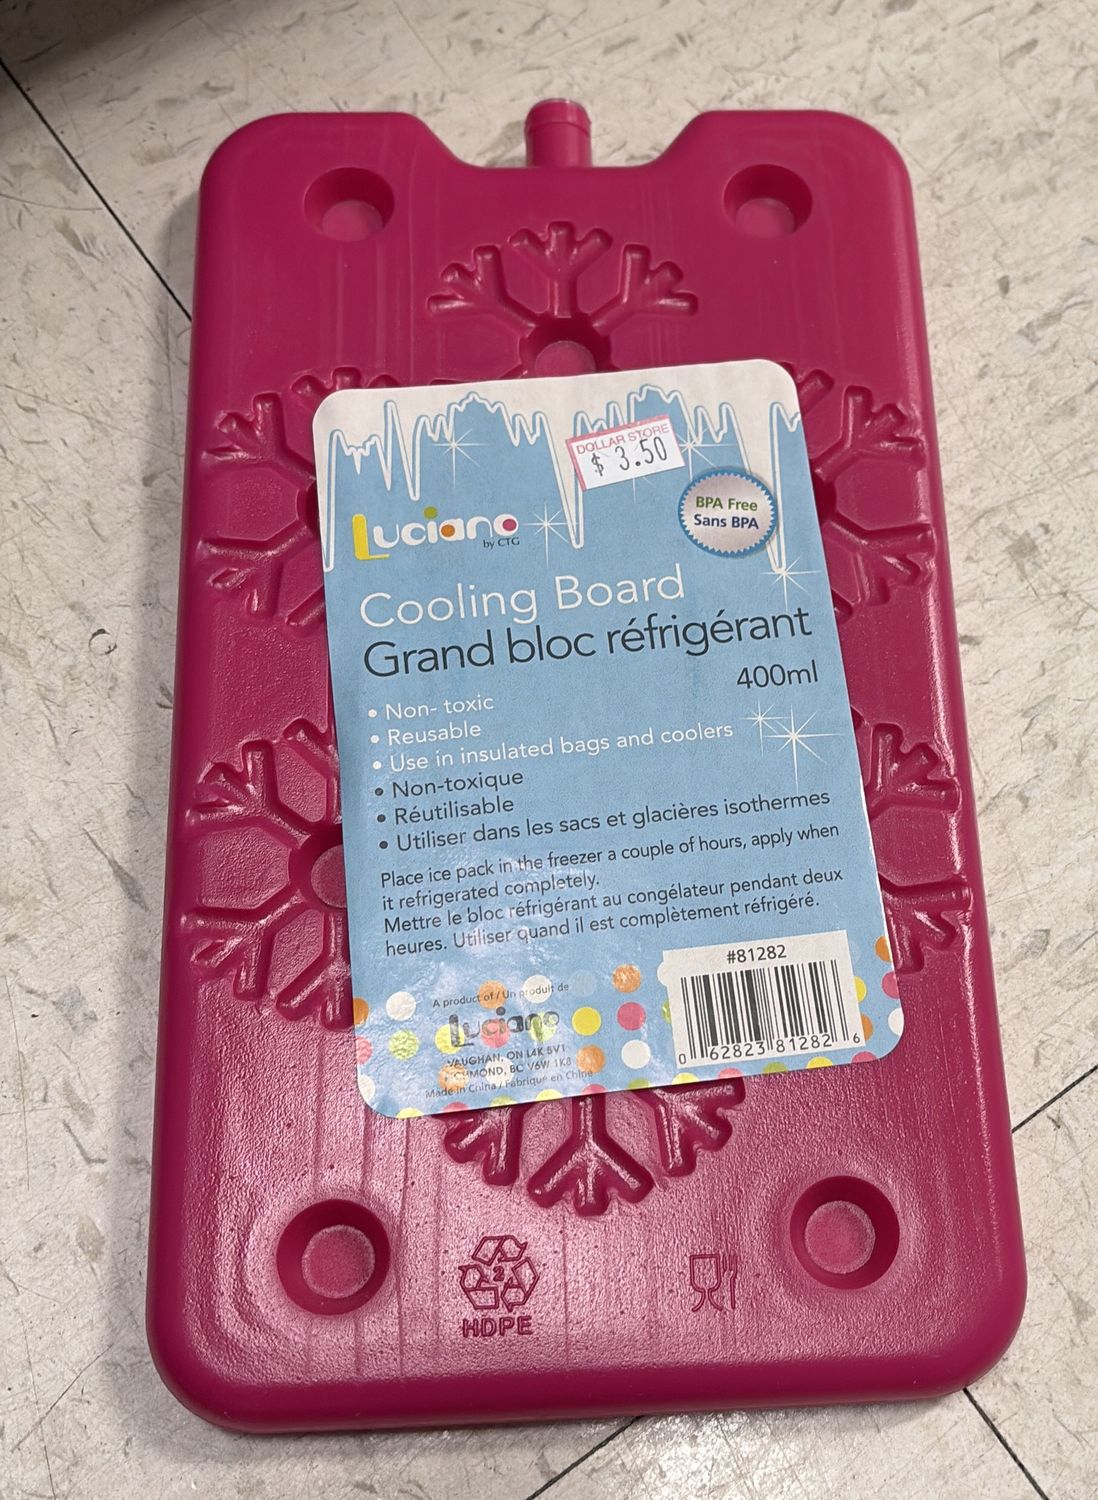 DOLLAR STORE
$ 3.50
BPA Free
Sans BPA
Luciano
by CTG
Cooling Board
Grand bloc réfrigérant
400ml
• Non- toxic
• Reusable
• Use in insulated bags and coolers
• Non-toxique
• Réutilisable
• Utiliser dans les sacs et glacières isothermes
Place ice pack in the freezer a couple of hours, apply when
it refrigerated completely.
Mettre le bloc réfrigérant au congélateur pendant deux
heures. Utiliser quand il est complètement réfrigéré.
#81282
0 62823 81282 6
A product of / Un produit de
Luciano
VAUGHAN, ON L4K 5V1
RICHMOND, BC V6W 1K8
Made in China / Fabriqué en Chine
2
HDPE